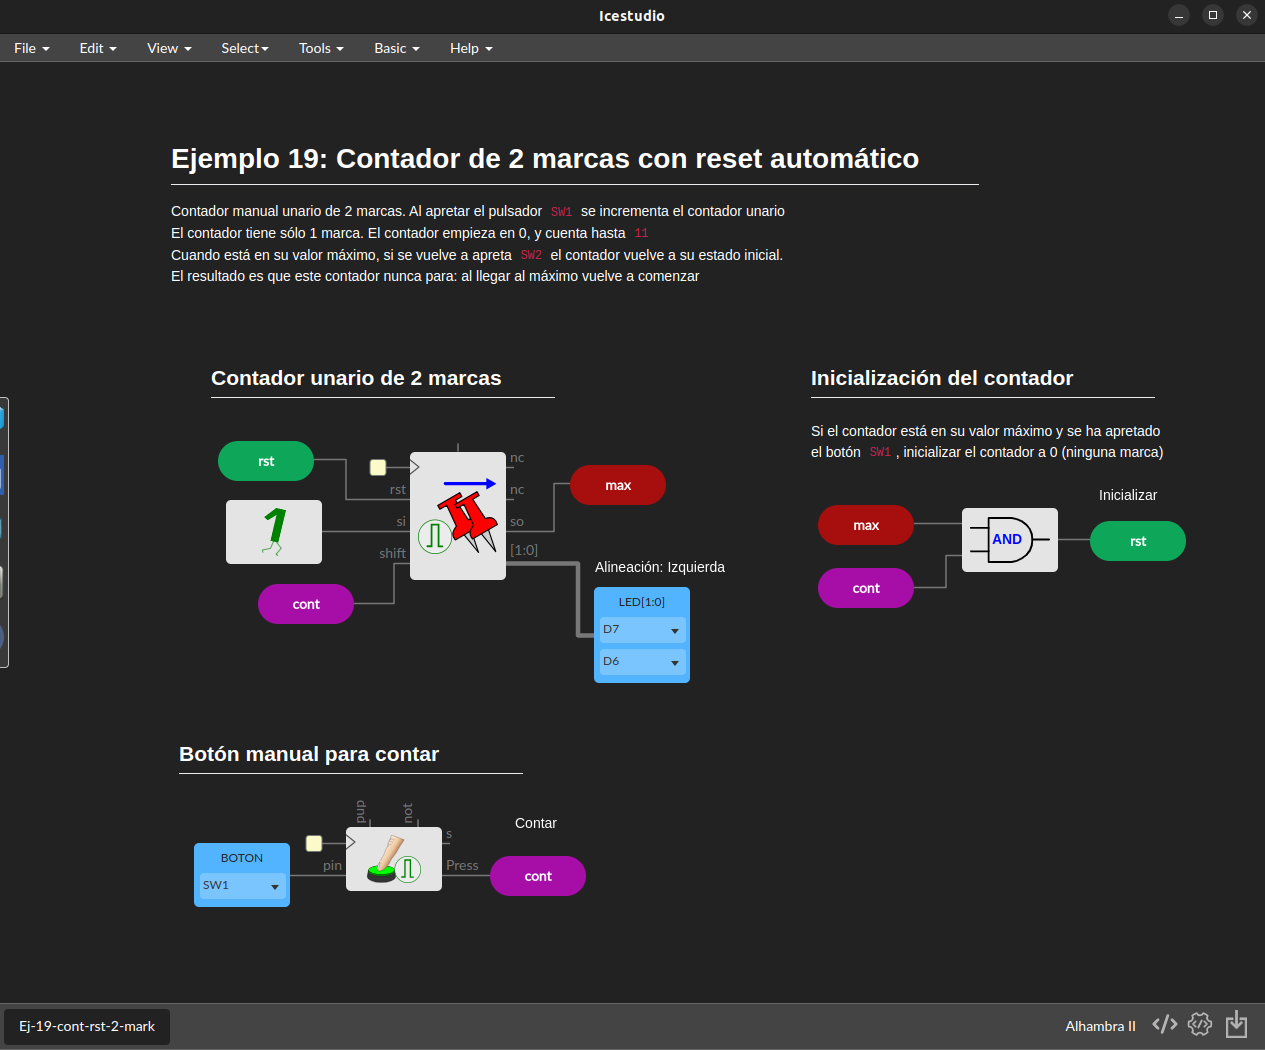 Icestudio
File Edit View Select Tools Basic Help
Ejemplo 19: Contador de 2 marcas con reset automático
Contador manual unario de 2 marcas. Al apretar el pulsador SW1 se incrementa el contador unario
El contador tiene sólo 1 marca. El contador empieza en 0, y cuenta hasta 11
Cuando está en su valor máximo, si se vuelve a apreta SW2 el contador vuelve a su estado inicial.
El resultado es que este contador nunca para: al llegar al máximo vuelve a comenzar
Contador unario de 2 marcas
rst
nc
rst
nc
max
1
si
so
shift
[1:0]
cont
Alineación: Izquierda
LED[1:0]
D7
D6
Inicialización del contador
Si el contador está en su valor máximo y se ha apretado
el botón SW1 , inicializar el contador a 0 (ninguna marca)
Inicializar
max
AND
rst
cont
Botón manual para contar
pup
not
Contar
s
BOTON
pin
Press
cont
SW1
Ej-19-cont-rst-2-mark
Alhambra II